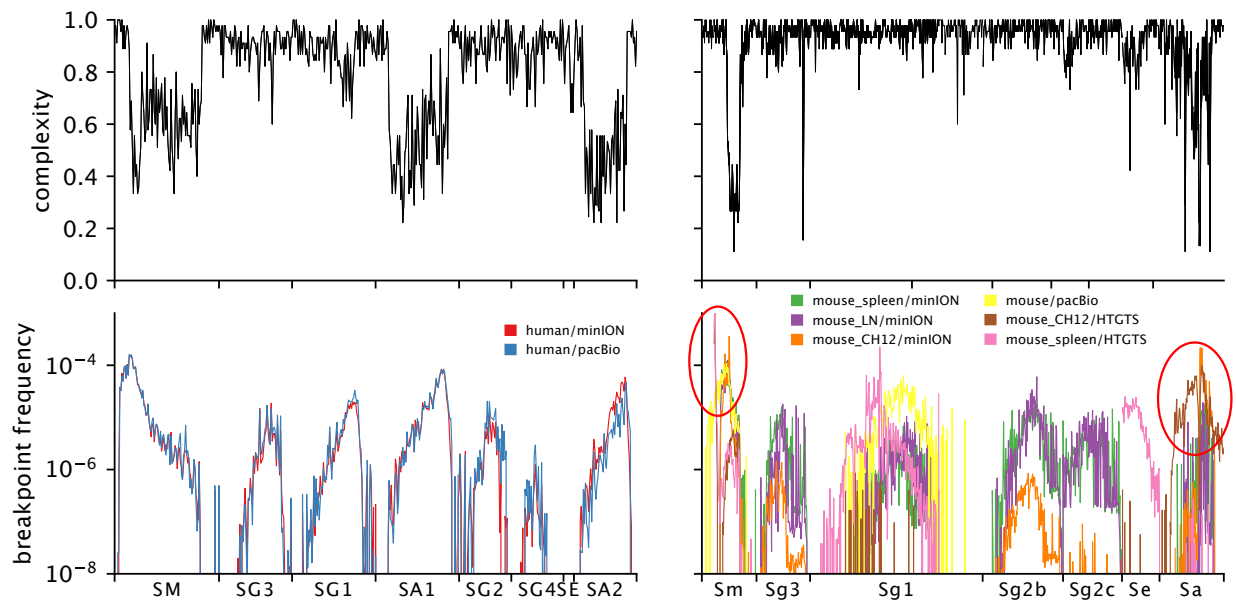 complexity
1.0
0.8
0.6
0.4
0.2
0.0
breakpoint frequency
10−4
10−6
10−8
human/minION
human/pacBio
SM SG3 SG1 SA1 SG2 SG4 SE SA2
mouse_spleen/minION
mouse_LN/minION
mouse_CH12/minION
mouse/pacBio
mouse_CH12/HTGTS
mouse_spleen/HTGTS
Sm Sg3 Sg1 Sg2b Sg2c Se Sa